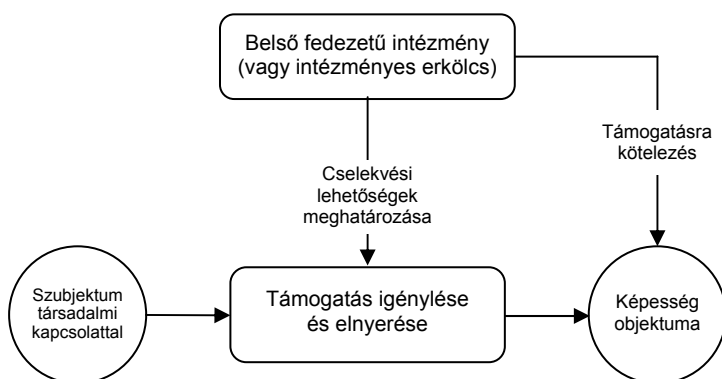 Belső fedezetű intézmény
(vagy intézményes erkölcs)
Támogatásra
kötelezés
Cselekvési
lehetőségek
meghatározása
Szubjektum
társadalmi
kapcsolattal
Támogatás igénylése
és elnyerése
Képesség
objektuma